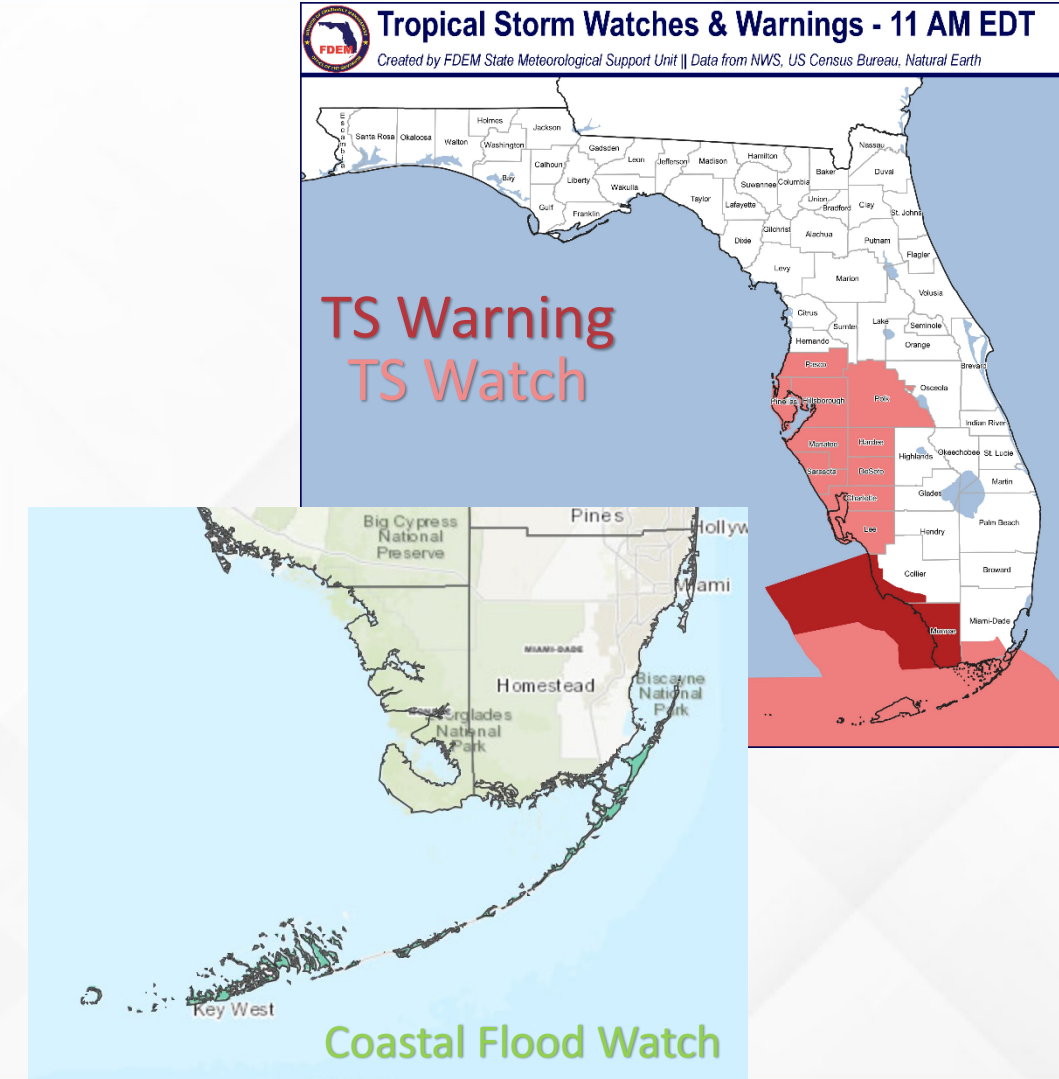 Tropical Storm Watches & Warnings - 11 AM EDT
Created by FDEM State Meteorological Support Unit || Data from NWS, US Census Bureau, Natural Earth
FDEM
Escambia
Santa Rosa
Okaloosa
Walton
Holmes
Washington
Jackson
Bay
Calhoun
Gulf
Liberty
Gadsden
Franklin
Leon
Wakulla
Jefferson
Madison
Taylor
Hamilton
Suwannee
Lafayette
Columbia
Dixie
Gilchrist
Baker
Union
Bradford
Alachua
Nassau
Duval
Clay
St. Johns
Putnam
Flagler
Levy
Marion
Volusia
Citrus
Sumter
Lake
Seminole
Hernando
Orange
TS Warning
TS Watch
Pasco
Brevard
Pinellas
Hillsborough
Polk
Osceola
Indian River
Manatee
Hardee
Highlands
Okeechobee
St. Lucie
Sarasota
DeSoto
Martin
Charlotte
Glades
Lee
Hendry
Palm Beach
Collier
Broward
Monroe
Miami-Dade
Big Cypress
National
Preserve
Pines
Hollyw
Miami
MIAMI-DADE
Homestead
Biscayne
National
Park
Everglades
National
Park
Key West
Coastal Flood Watch